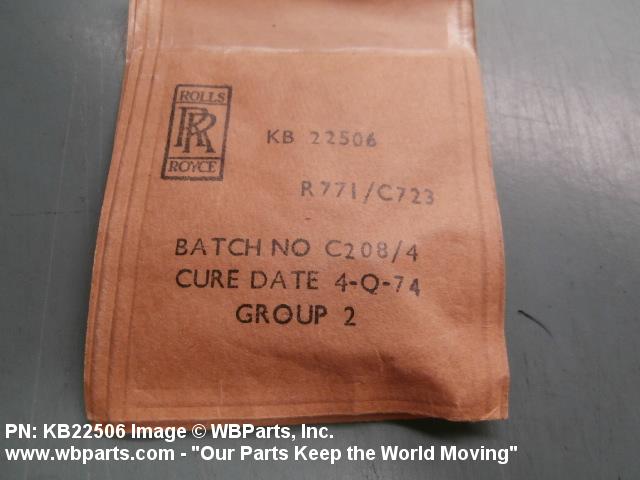 ROLLS
RR
ROYCE
KB 22506
R771/C723
BATCH NO C208/4
CURE DATE 4-Q-74
GROUP 2
PN: KB22506 Image © WBParts, Inc.
www.wbparts.com - "Our Parts Keep the World Moving"